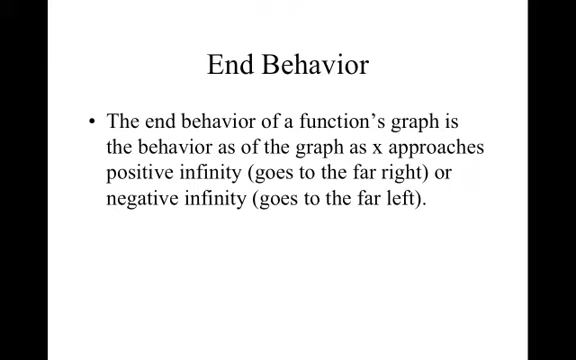 End Behavior
• The end behavior of a function's graph is
the behavior as of the graph as x approaches
positive infinity (goes to the far right) or
negative infinity (goes to the far left).